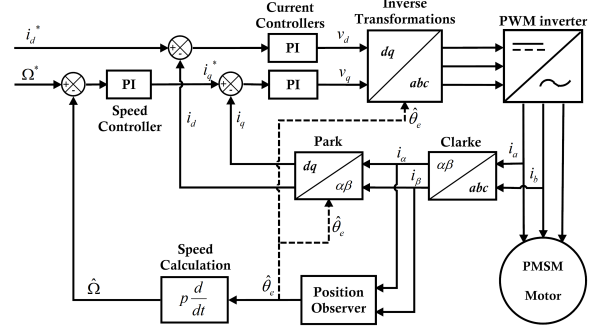 Current
Controllers
Inverse
Transformations
PWM inverter
i_d^*
+
-
PI
v_d
dq
abc
Ω^*
+
-
PI
i_q^*
+
-
PI
v_q
Speed
Controller
i_d
i_q
θ̂_e
Park
Clarke
dq
αβ
i_α
i_β
αβ
abc
i_a
i_b
θ̂_e
Speed
Calculation
Ω̂
p d/dt
θ̂_e
Position
Observer
PMSM
Motor